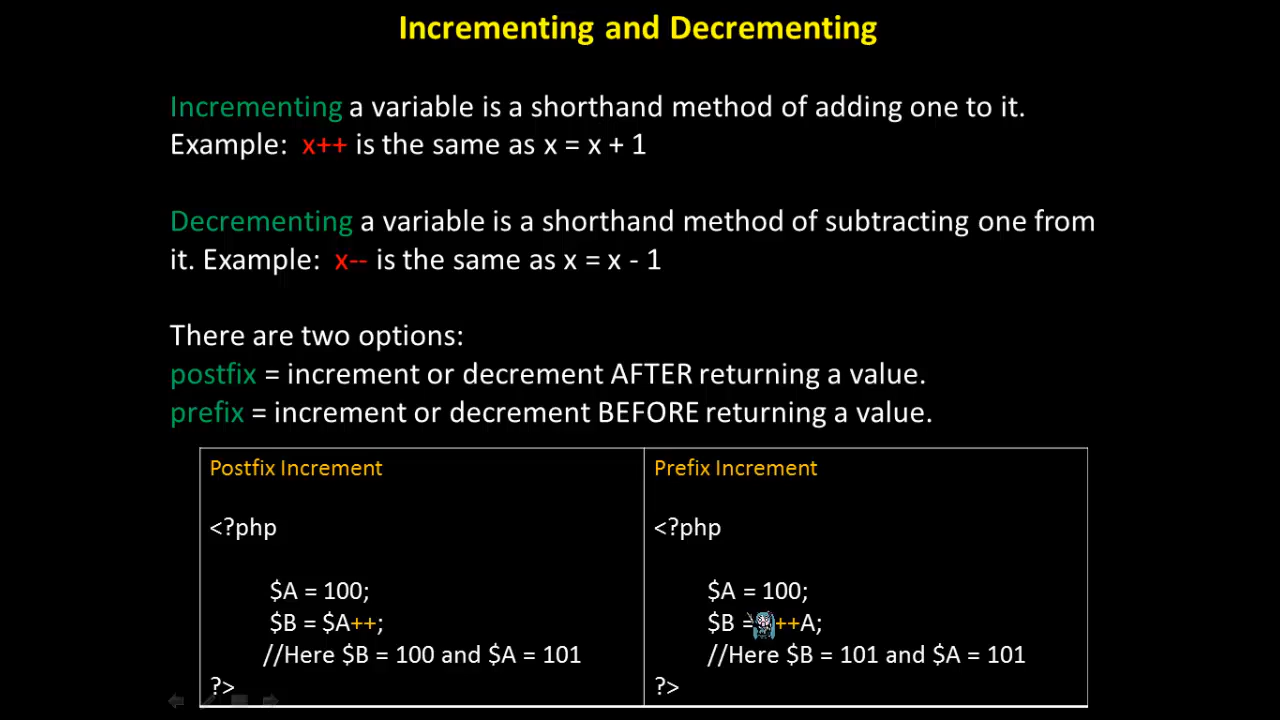 Incrementing and Decrementing
Incrementing a variable is a shorthand method of adding one to it.
Example: x++ is the same as x = x + 1
Decrementing a variable is a shorthand method of subtracting one from
it. Example: x-- is the same as x = x - 1
There are two options:
postfix = increment or decrement AFTER returning a value.
prefix = increment or decrement BEFORE returning a value.
Postfix Increment
<?php
$A = 100;
$B = $A++;
//Here $B = 100 and $A = 101
?>
Prefix Increment
<?php
$A = 100;
$B = ++A;
//Here $B = 101 and $A = 101
?>